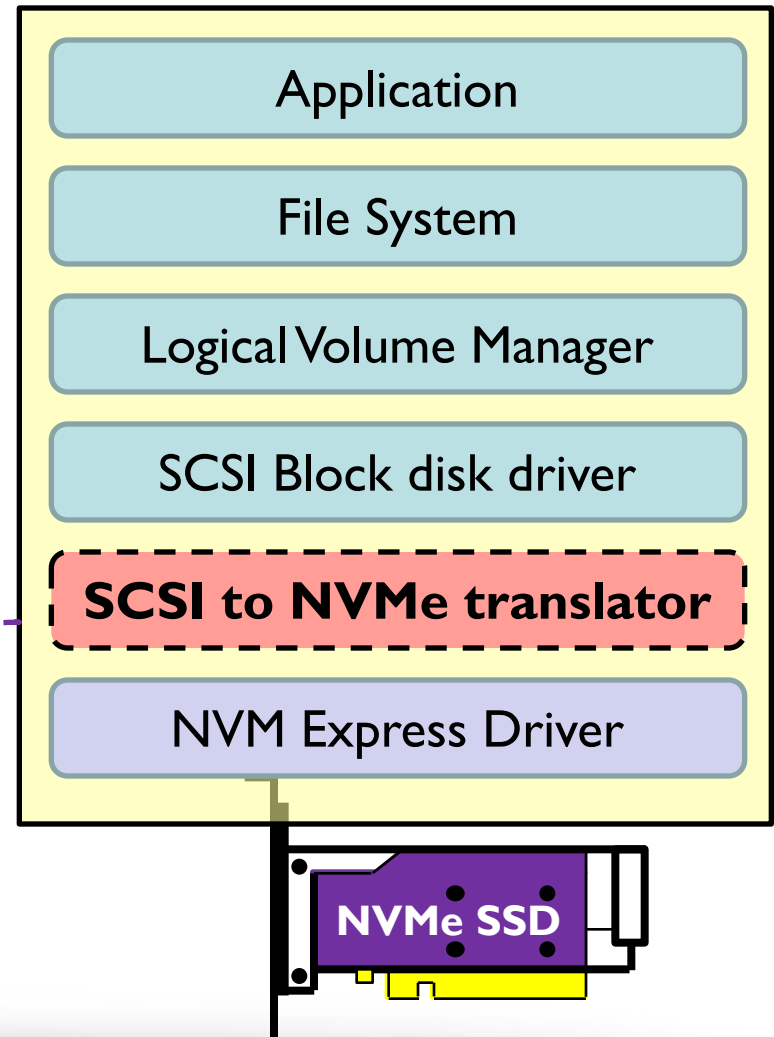 Application
File System
Logical Volume Manager
SCSI Block disk driver
SCSI to NVMe translator
NVM Express Driver
NVMe SSD